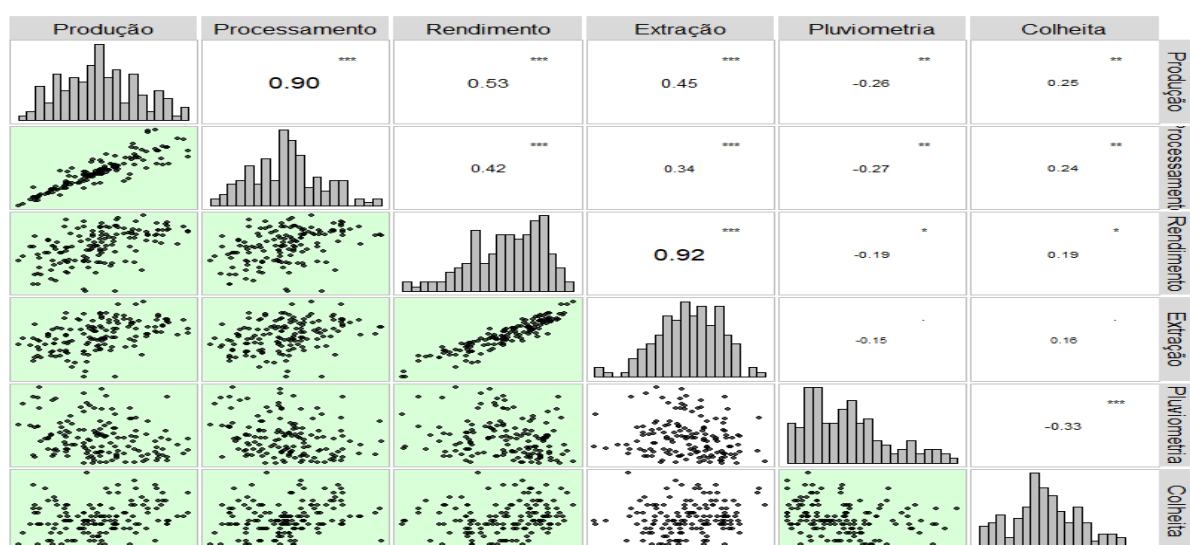 Produção Processamento Rendimento Extração Pluviometria Colheita
*** *** *** ** **
0.90 0.53 0.45 -0.26 0.25
Produção
*** *** ** **
0.42 0.34 -0.27 0.24
rocessament
*** * *
0.92 -0.19 0.19
Rendimento
. .
-0.15 0.16
Extração
***
-0.33
Pluviometria
Colheita